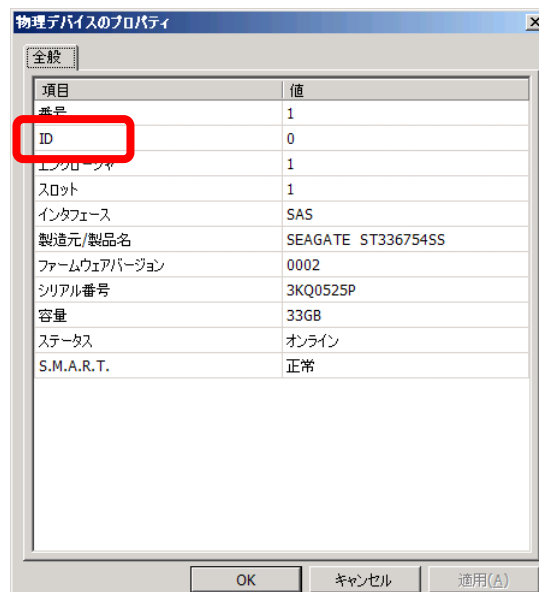 物理デバイスのプロパティ
全般
項目 値
番号 1
ID 0
エンクロージャ 1
スロット 1
インタフェース SAS
製造元/製品名 SEAGATE ST336754SS
ファームウェアバージョン 0002
シリアル番号 3KQ0525P
容量 33GB
ステータス オンライン
S.M.A.R.T. 正常
OK キャンセル 適用(A)